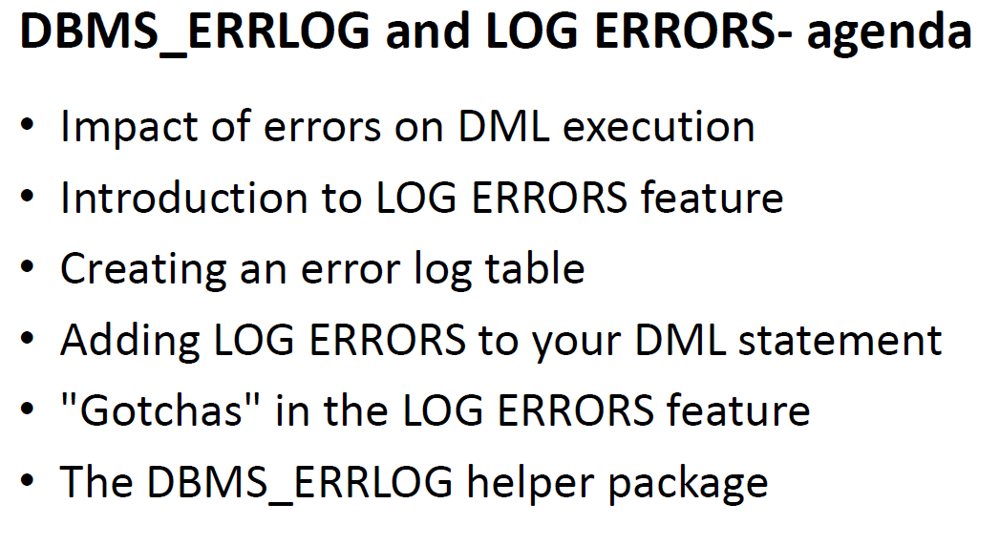 DBMS_ERRLOG and LOG ERRORS- agenda
• Impact of errors on DML execution
• Introduction to LOG ERRORS feature
• Creating an error log table
• Adding LOG ERRORS to your DML statement
• "Gotchas" in the LOG ERRORS feature
• The DBMS_ERRLOG helper package